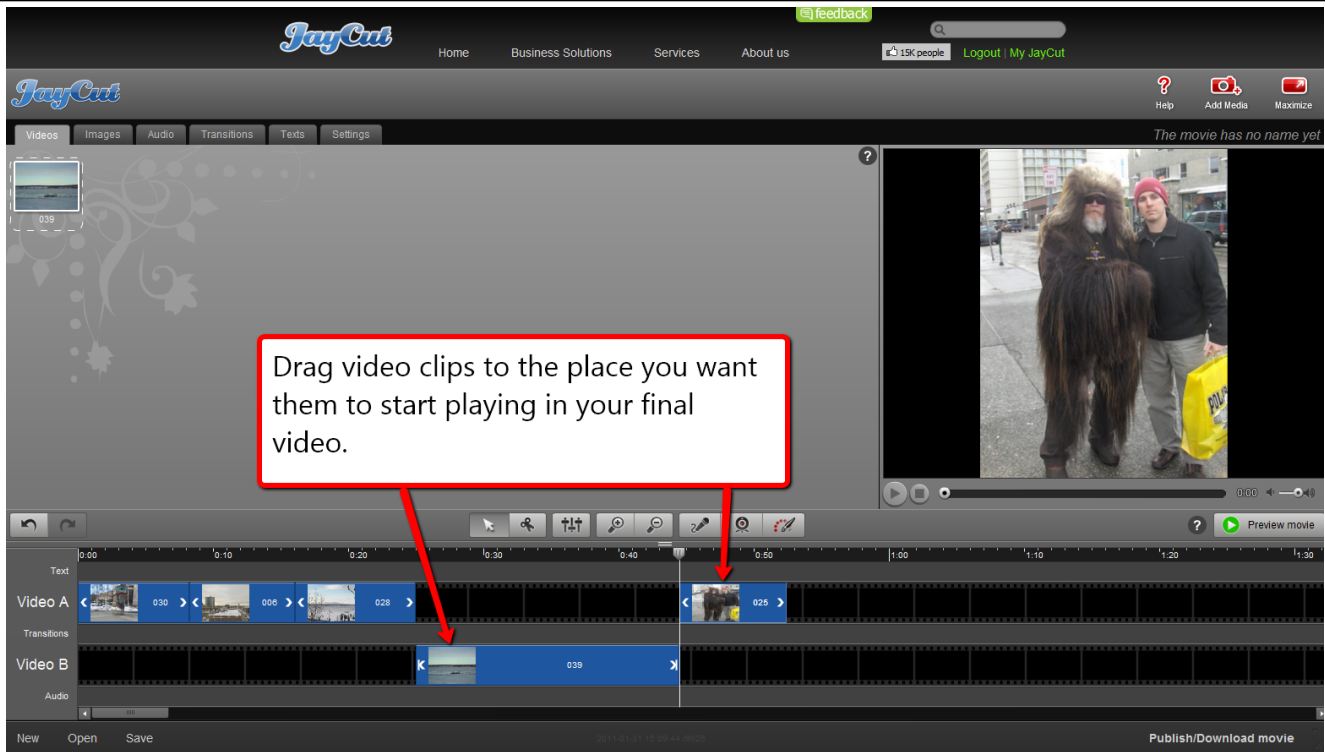 feedback
JayCut
Home Business Solutions Services About us
15K people Logout | My JayCut
JayCut
Help Add Media Maximize
Videos Images Audio Transitions Texts Settings
The movie has no name yet
?
039
Drag video clips to the place you want
them to start playing in your final
video.
0:00
? Preview movie
0:00 0:10 0:20 0:30 0:40 0:50 1:00 1:10 1:20 1:30
Text
Video A 030 006 028 025
Transitions
Video B 039
Audio
New Open Save
Publish/Download movie